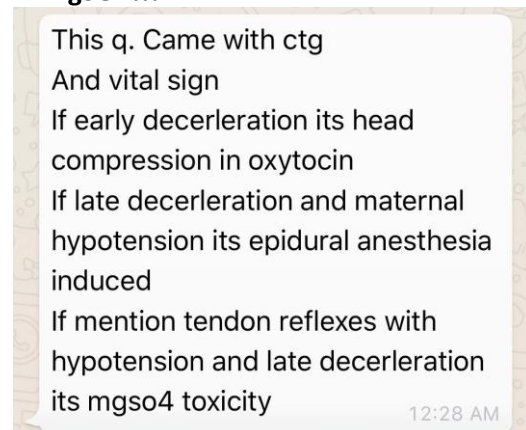 This q. Came with ctg
And vital sign
If early decerleration its head
compression in oxytocin
If late decerleration and maternal
hypotension its epidural anesthesia
induced
If mention tendon reflexes with
hypotension and late decerleration
its mgso4 toxicity
12:28 AM